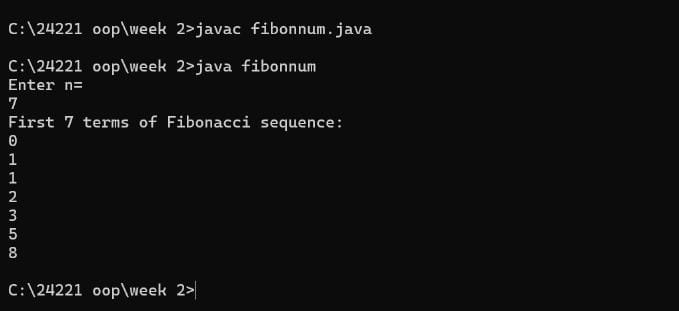 C:\24221 oop\week 2>javac fibonnum.java
C:\24221 oop\week 2>java fibonnum
Enter n=
7
First 7 terms of Fibonacci sequence:
0
1
1
2
3
5
8
C:\24221 oop\week 2>